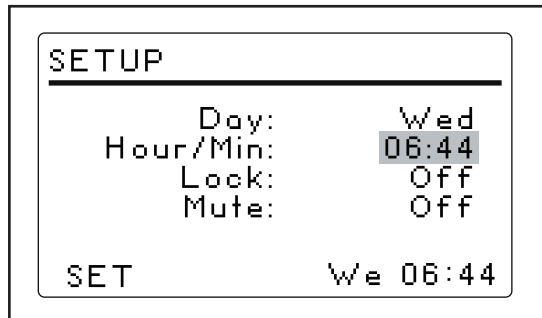 SETUP
Day: Wed
Hour/Min: 06:44
Lock: Off
Mute: Off
SET We 06:44